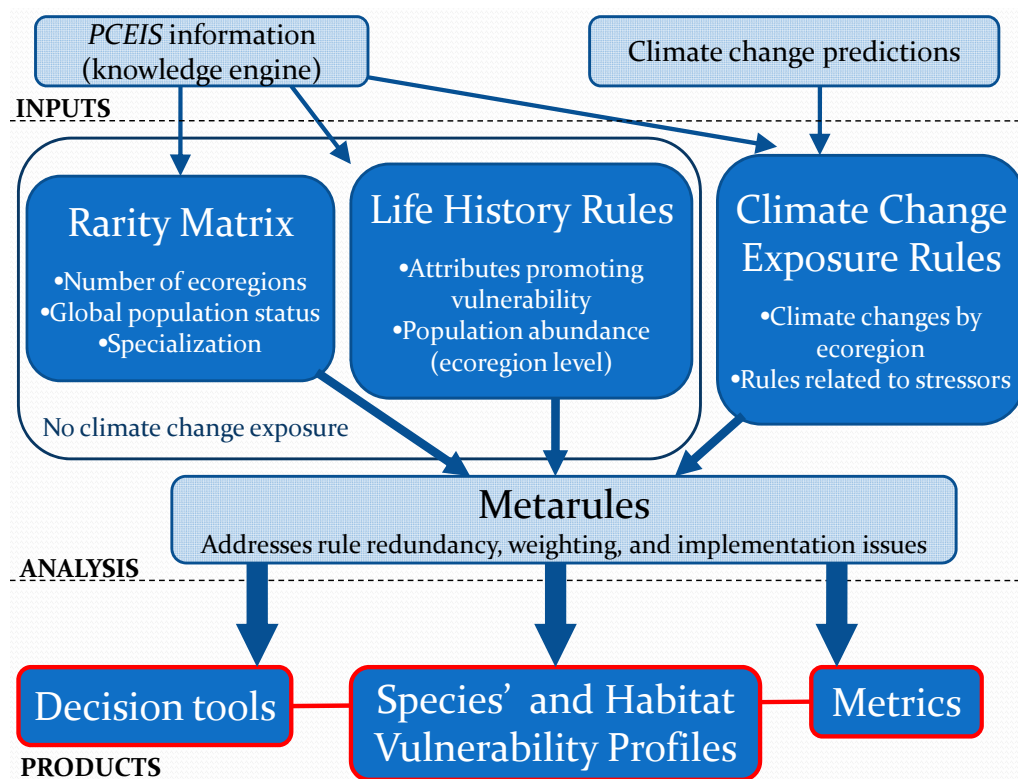 PCEIS information
(knowledge engine)
Climate change predictions
INPUTS
Rarity Matrix
•Number of ecoregions
•Global population status
•Specialization
Life History Rules
•Attributes promoting
vulnerability
•Population abundance
(ecoregion level)
Climate Change
Exposure Rules
•Climate changes by
ecoregion
•Rules related to stressors
No climate change exposure
Metarules
Addresses rule redundancy, weighting, and implementation issues
ANALYSIS
Decision tools
Species’ and Habitat
Vulnerability Profiles
Metrics
PRODUCTS